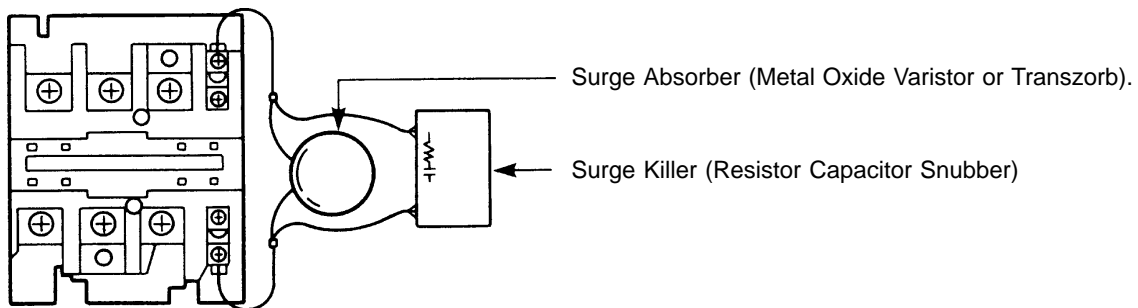 Surge Absorber (Metal Oxide Varistor or Transzorb).
Surge Killer (Resistor Capacitor Snubber)